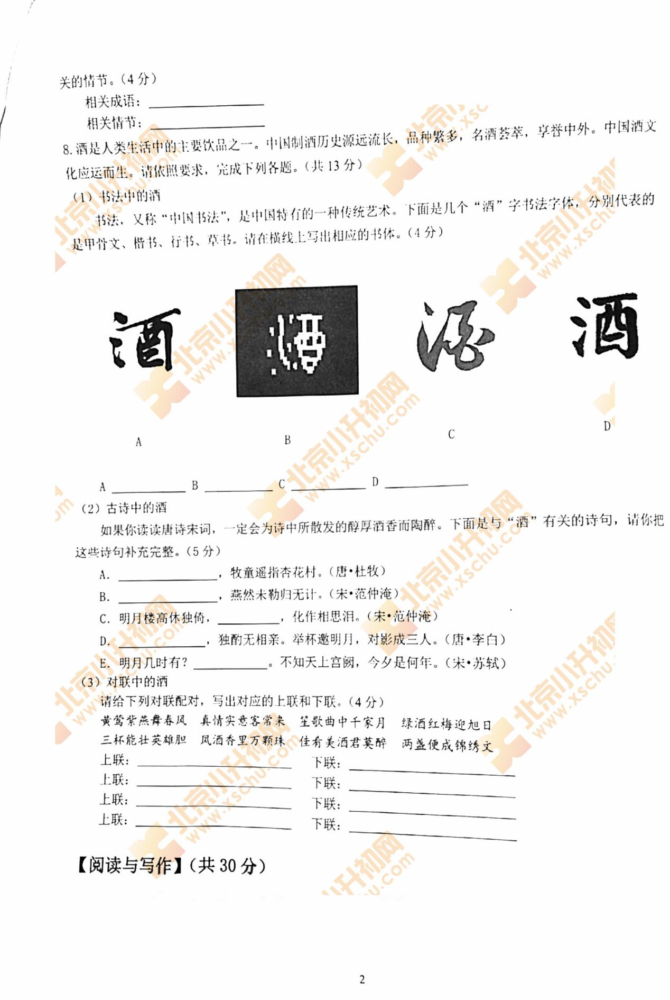 关的情节。（4 分）
相关成语：
相关情节：
8. 酒是人类生活中的主要饮品之一。中国制酒历史源远流长，品种繁多，名酒荟萃，享誉中外。中国酒文
化应运而生。请依照要求，完成下列各题。（共 13 分）
（1）书法中的酒
书法，又称“中国书法”，是中国特有的一种传统艺术。下面是几个“酒”字书法字体，分别代表的
是甲骨文、楷书、行书、草书。请在横线上写出相应的书体。（4 分）
酒 酒 酒 酒
A B C D
A B C D
（2）古诗中的酒
如果你读读唐诗宋词，一定会为诗中所散发的醇厚酒香而陶醉。下面是与“酒”有关的诗句，请你把
这些诗句补充完整。（5 分）
A. ，牧童遥指杏花村。（唐•杜牧）
B. ，燕然未勒归无计。（宋•范仲淹）
C. 明月楼高休独倚， ，化作相思泪。（宋•范仲淹）
D. ，独酌无相亲。举杯邀明月，对影成三人。（唐•李白）
E. 明月几时有？ 。不知天上宫阙，今夕是何年。（宋•苏轼）
（3）对联中的酒
请给下列对联配对，写出对应的上联和下联。（4 分）
黄莺紫燕舞春风 真情实意客常来 笙歌曲中千家月 绿酒红梅迎旭日
三杯能壮英雄胆 凤酒香里万颗珠 佳肴美酒君莫醉 两盏便成锦绣文
上联： 下联：
上联： 下联：
上联： 下联：
上联： 下联：
【阅读与写作】（共 30 分）
2
北京小升初网
www.xschu.com